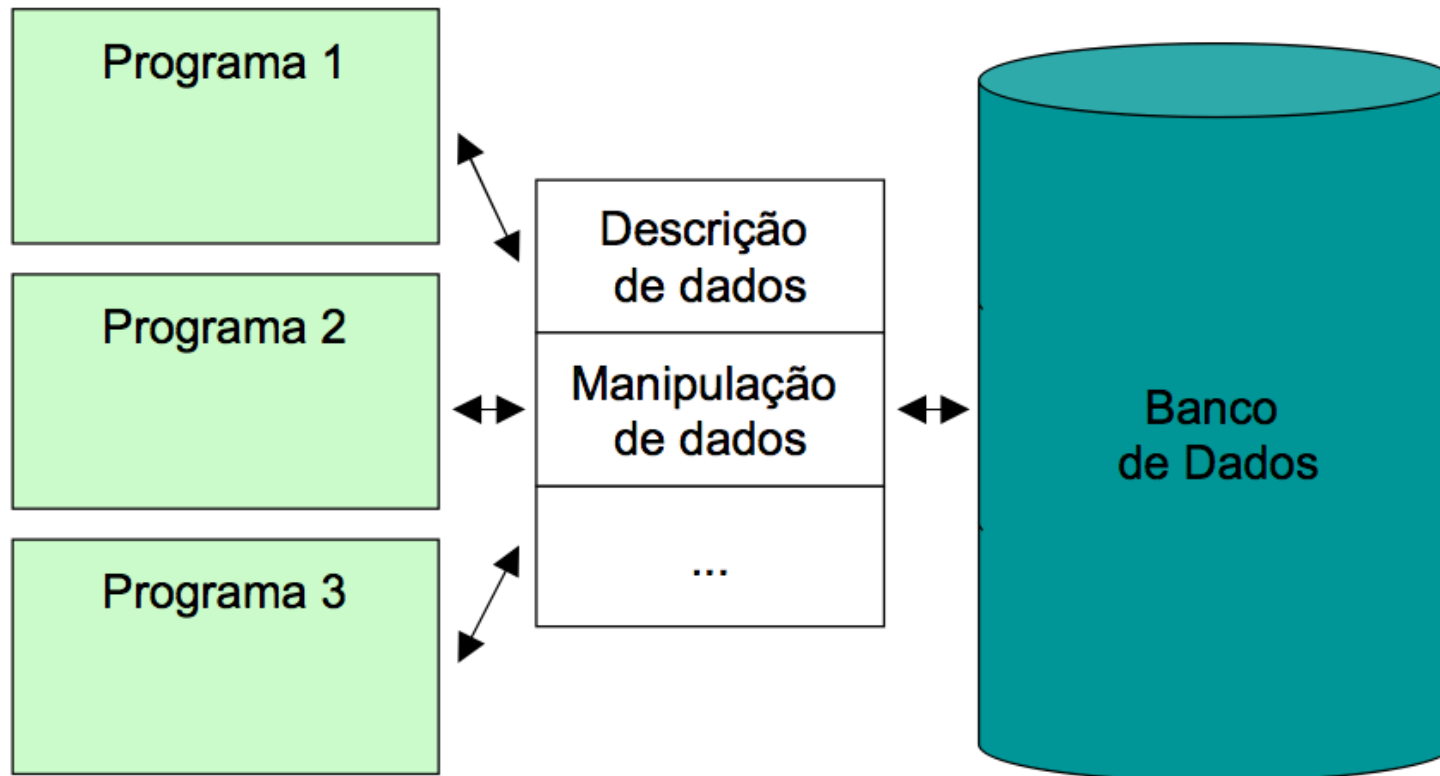 Programa 1
Programa 2
Programa 3
Descrição
de dados
Manipulação
de dados
...
Banco
de Dados